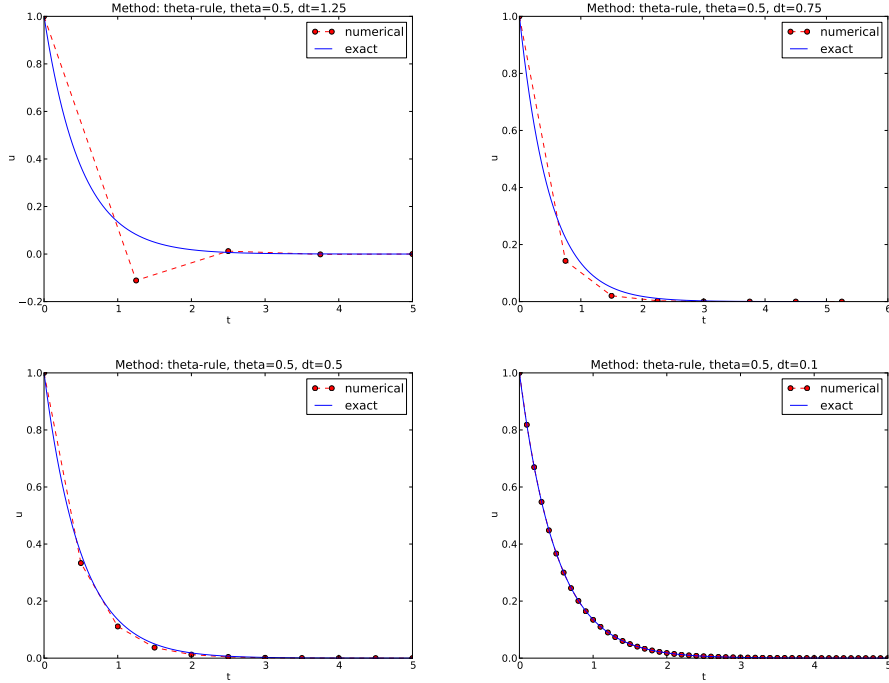 Method: theta-rule, theta=0.5, dt=1.25
1.0
0.8
0.6
0.4
0.2
0.0
−0.2
u
numerical
exact
0 1 2 3 4 5
t
Method: theta-rule, theta=0.5, dt=0.75
1.0
0.8
0.6
0.4
0.2
0.0
u
numerical
exact
0 1 2 3 4 5 6
t
Method: theta-rule, theta=0.5, dt=0.5
1.0
0.8
0.6
0.4
0.2
0.0
u
numerical
exact
0 1 2 3 4 5
t
Method: theta-rule, theta=0.5, dt=0.1
1.0
0.8
0.6
0.4
0.2
0.0
u
numerical
exact
0 1 2 3 4 5
t